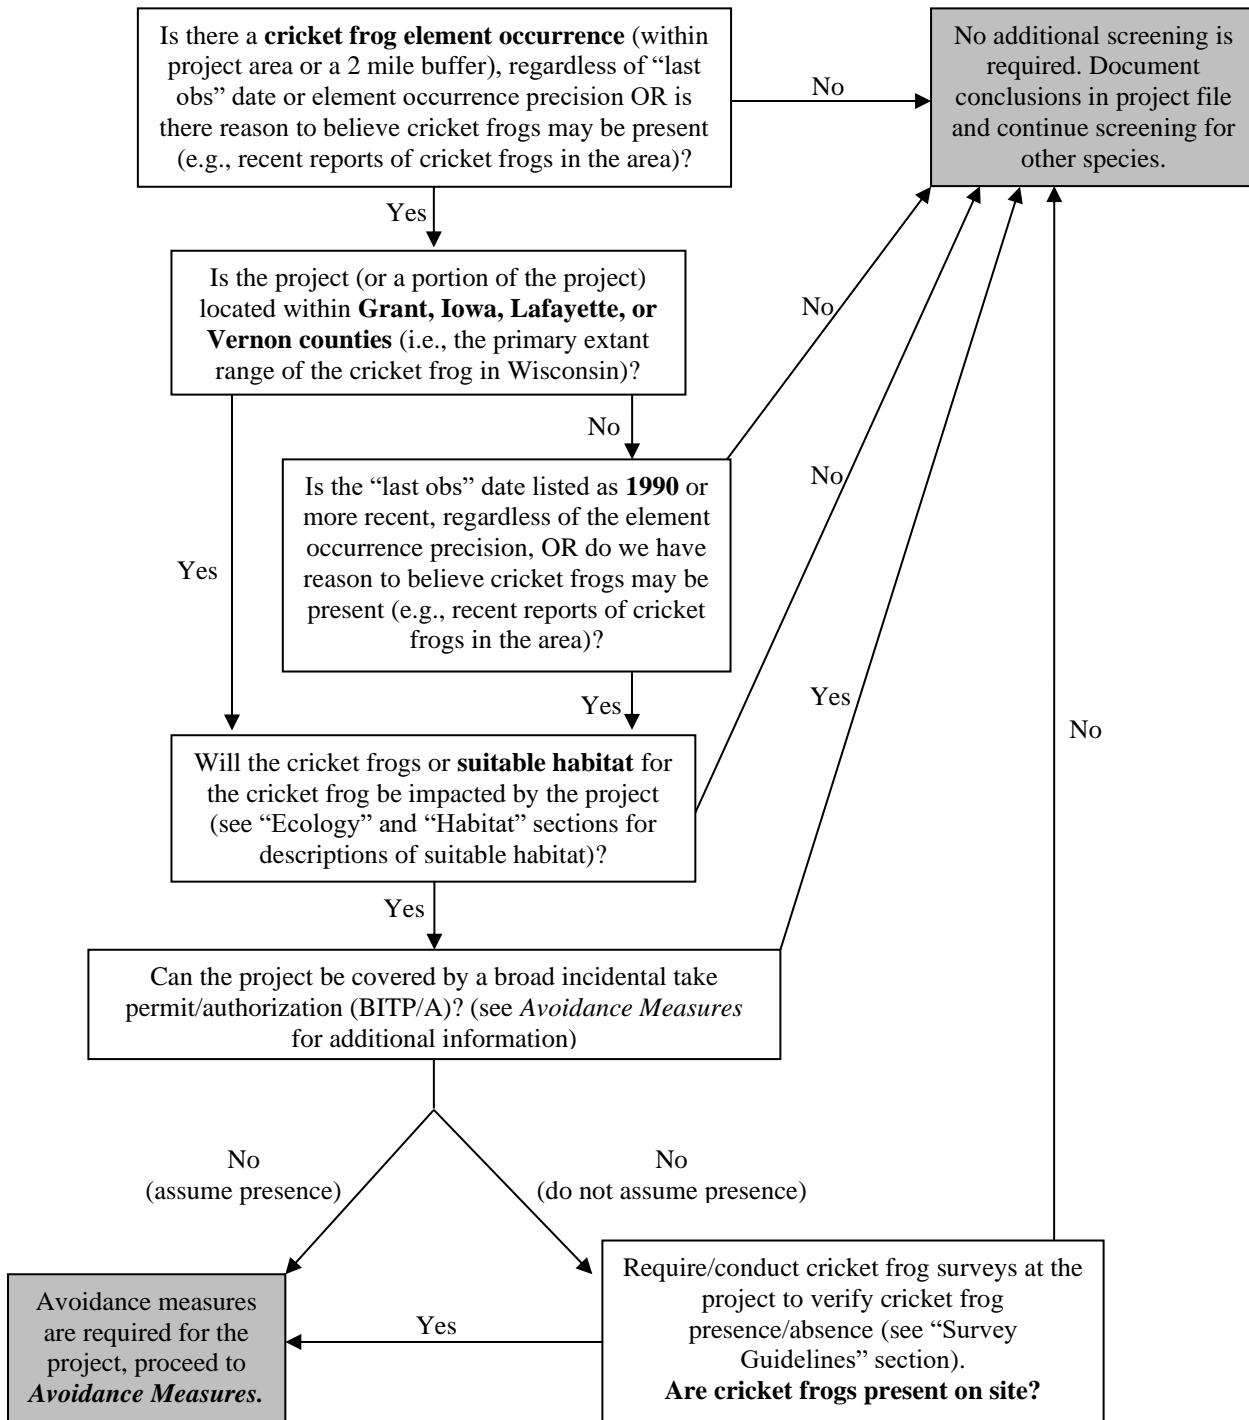 Is there a cricket frog element occurrence (within
project area or a 2 mile buffer), regardless of “last
obs” date or element occurrence precision OR is
there reason to believe cricket frogs may be present
(e.g., recent reports of cricket frogs in the area)?
No
No additional screening is
required. Document
conclusions in project file
and continue screening for
other species.
Yes
Is the project (or a portion of the project)
located within Grant, Iowa, Lafayette, or
Vernon counties (i.e., the primary extant
range of the cricket frog in Wisconsin)?
No
No
Yes
Is the “last obs” date listed as 1990 or
more recent, regardless of the element
occurrence precision, OR do we have
reason to believe cricket frogs may be
present (e.g., recent reports of cricket
frogs in the area)?
No
Yes
Yes
No
Will the cricket frogs or suitable habitat for
the cricket frog be impacted by the project
(see “Ecology” and “Habitat” sections for
descriptions of suitable habitat)?
Yes
Can the project be covered by a broad incidental take
permit/authorization (BITP/A)? (see Avoidance Measures
for additional information)
No
(assume presence)
No
(do not assume presence)
Avoidance measures
are required for the
project, proceed to
Avoidance Measures.
Yes
Require/conduct cricket frog surveys at the
project to verify cricket frog
presence/absence (see “Survey
Guidelines” section).
Are cricket frogs present on site?